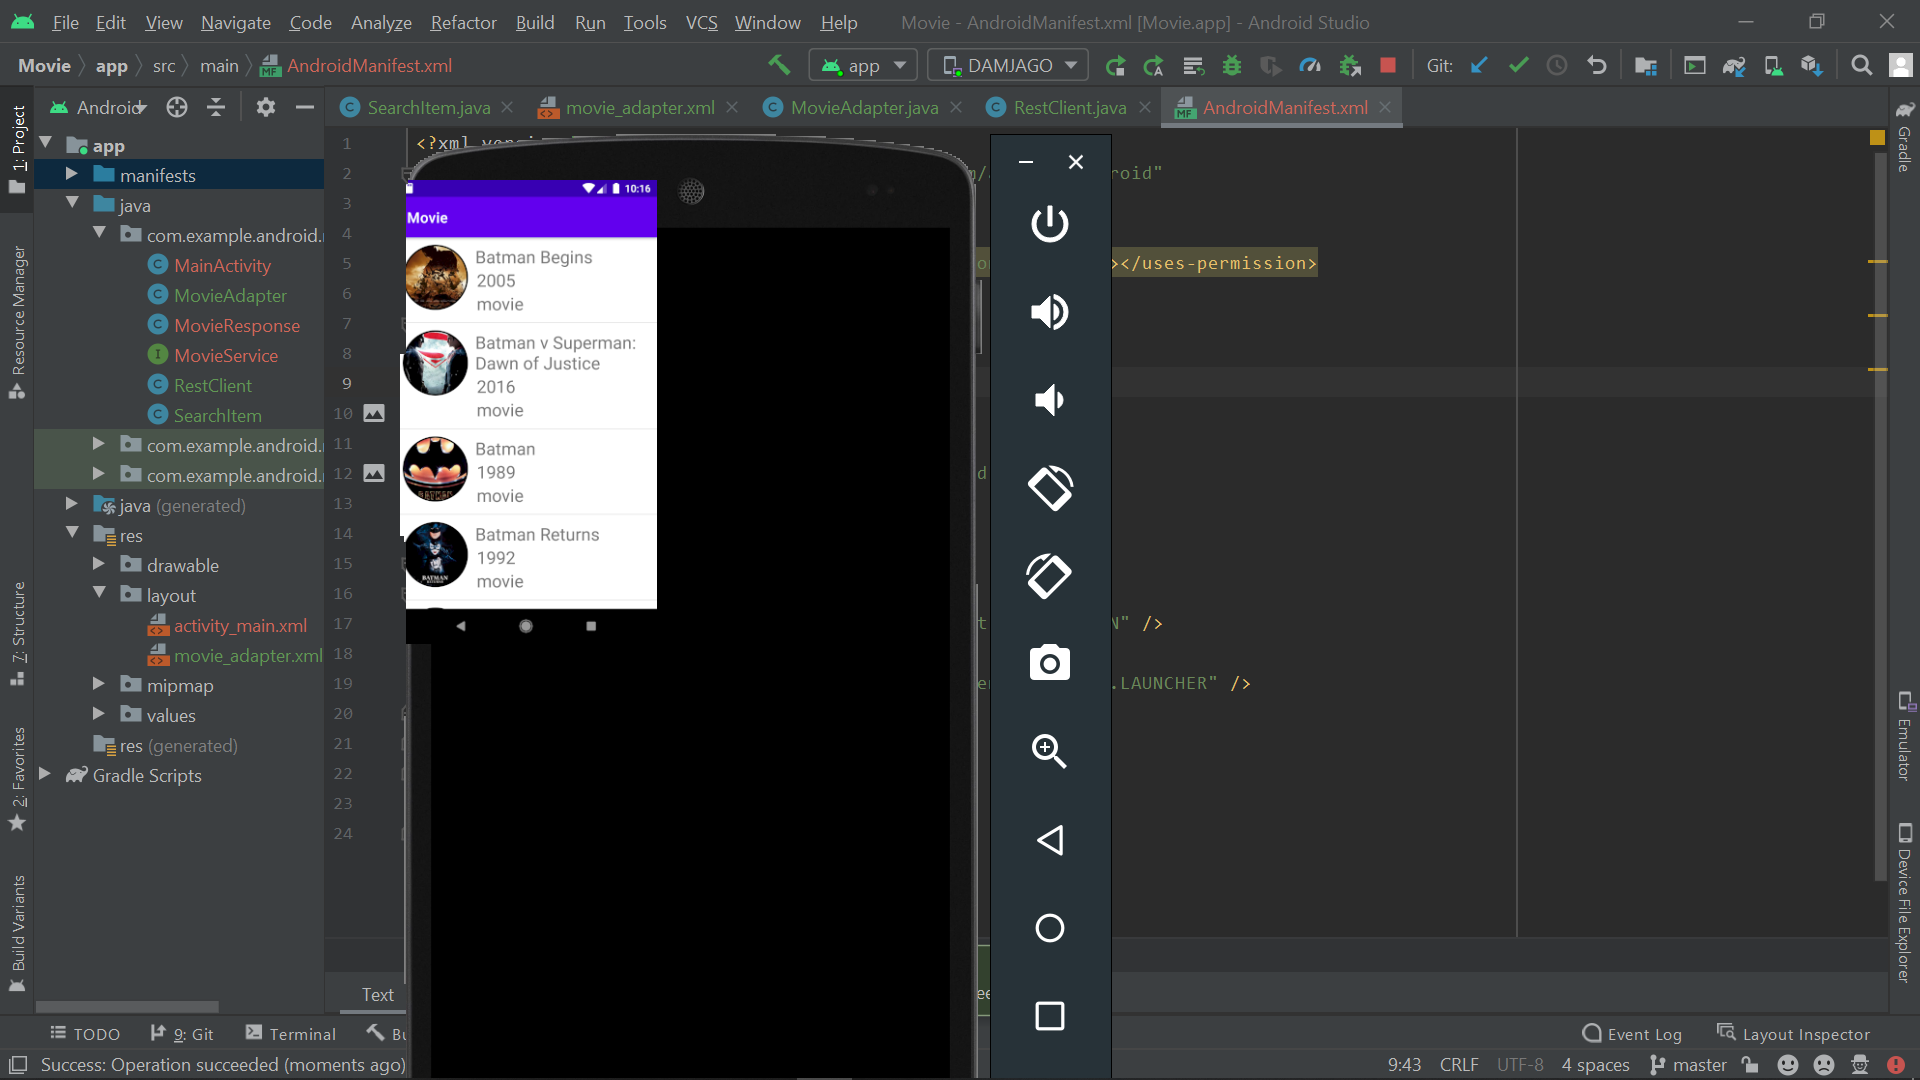 File Edit View Navigate Code Analyze Refactor Build Run Tools VCS Window Help Movie - AndroidManifest.xml [Movie.app] - Android Studio
Movie app src main AndroidManifest.xml app DAMJAGO Git:
Android SearchItem.java movie_adapter.xml MovieAdapter.java RestClient.java AndroidManifest.xml
1: Project
Resource Manager
7: Structure
2: Favorites
Build Variants
app
manifests
java
com.example.android.
MainActivity
MovieAdapter
MovieResponse
MovieService
RestClient
SearchItem
com.example.android.
com.example.android.
java (generated)
res
drawable
layout
activity_main.xml
movie_adapter.xml
mipmap
values
res (generated)
Gradle Scripts
1 <?xml
2 roid"
3
4
5 ></uses-permission>
6
7
8
9
10
11
12 d
13
14
15
16
17 N" />
18
19 .LAUNCHER" />
20
21
22
23
24
10:16
Movie
Batman Begins
2005
movie
Batman v Superman:
Dawn of Justice
2016
movie
Batman
1989
movie
Batman Returns
1992
movie
Gradle
Emulator
Device File Explorer
Text
TODO 9: Git Terminal Bu Event Log Layout Inspector
Success: Operation succeeded (moments ago) 9:43 CRLF UTF-8 4 spaces master